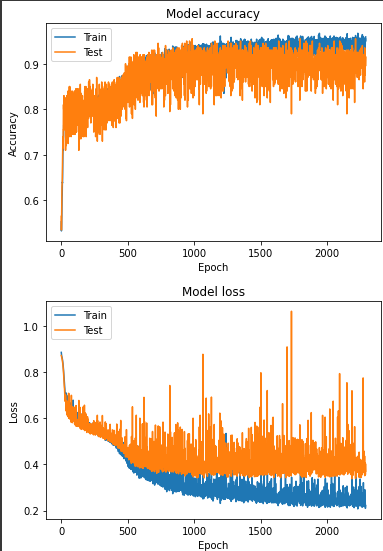 Model accuracy
Train
Test
0.9
0.8
0.7
0.6
Accuracy
0
500
1000
1500
2000
Epoch
Model loss
Train
Test
1.0
0.8
0.6
0.4
0.2
Loss
0
500
1000
1500
2000
Epoch